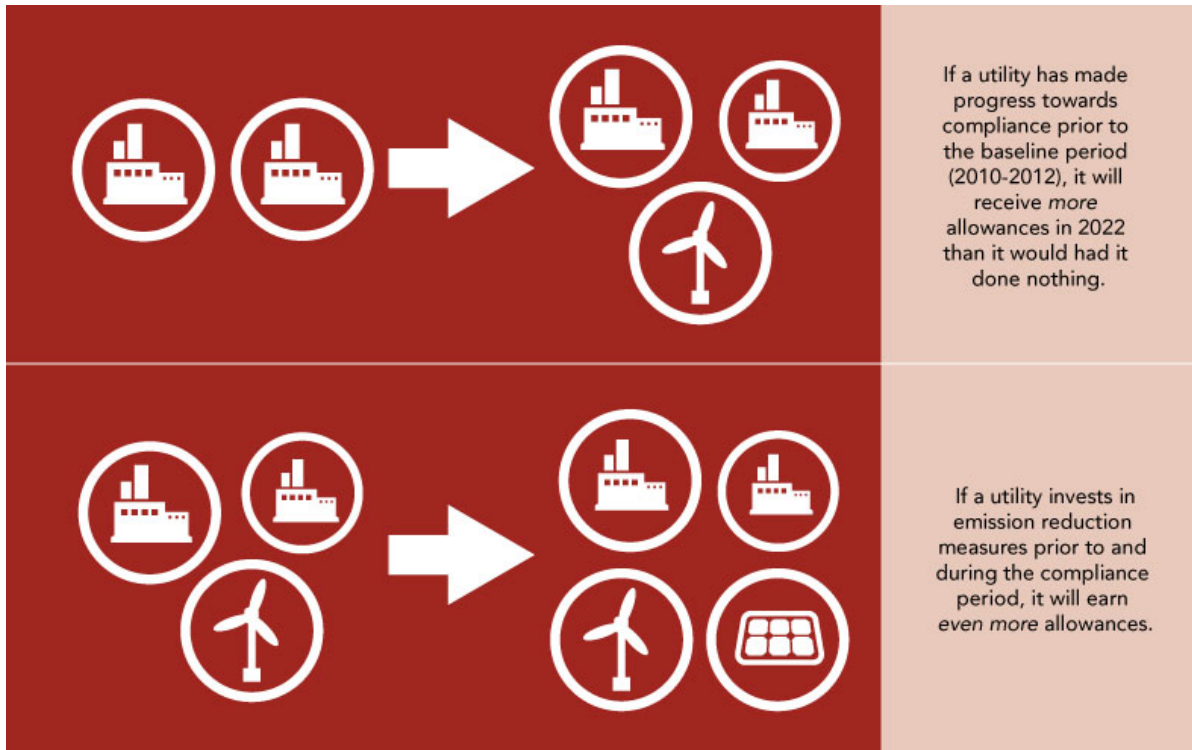 If a utility has made
progress towards
compliance prior to
the baseline period
(2010-2012), it will
receive more
allowances in 2022
than it would had it
done nothing.
If a utility invests in
emission reduction
measures prior to and
during the compliance
period, it will earn
even more allowances.